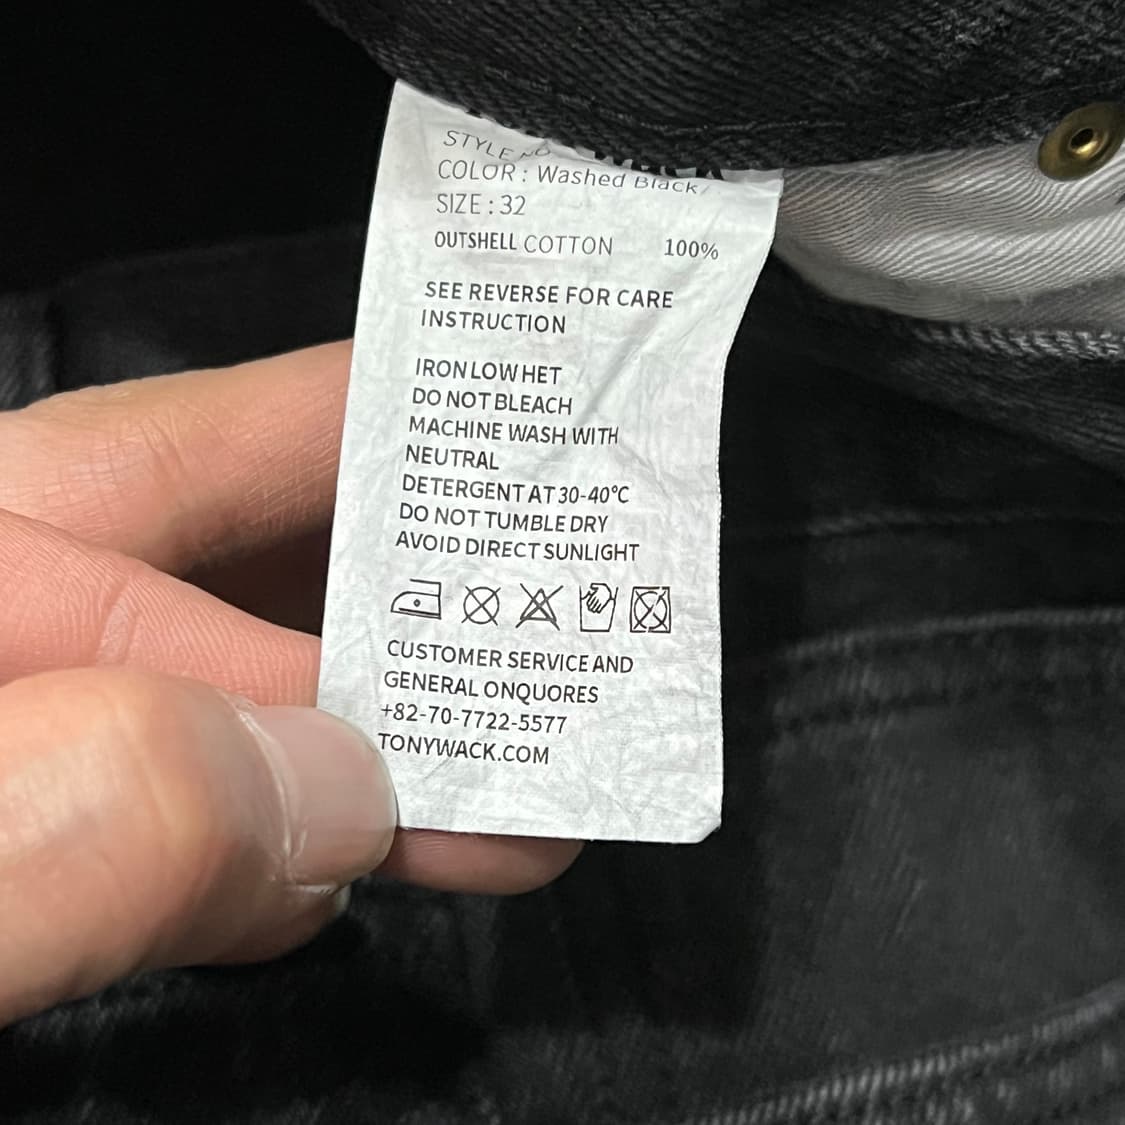 STYLE NO
COLOR : Washed Black
SIZE : 32
OUTSHELL COTTON 100%
SEE REVERSE FOR CARE
INSTRUCTION
IRON LOW HET
DO NOT BLEACH
MACHINE WASH WITH
NEUTRAL
DETERGENT AT 30-40°C
DO NOT TUMBLE DRY
AVOID DIRECT SUNLIGHT
CUSTOMER SERVICE AND
GENERAL ONQUORES
+82-70-7722-5577
TONYWACK.COM